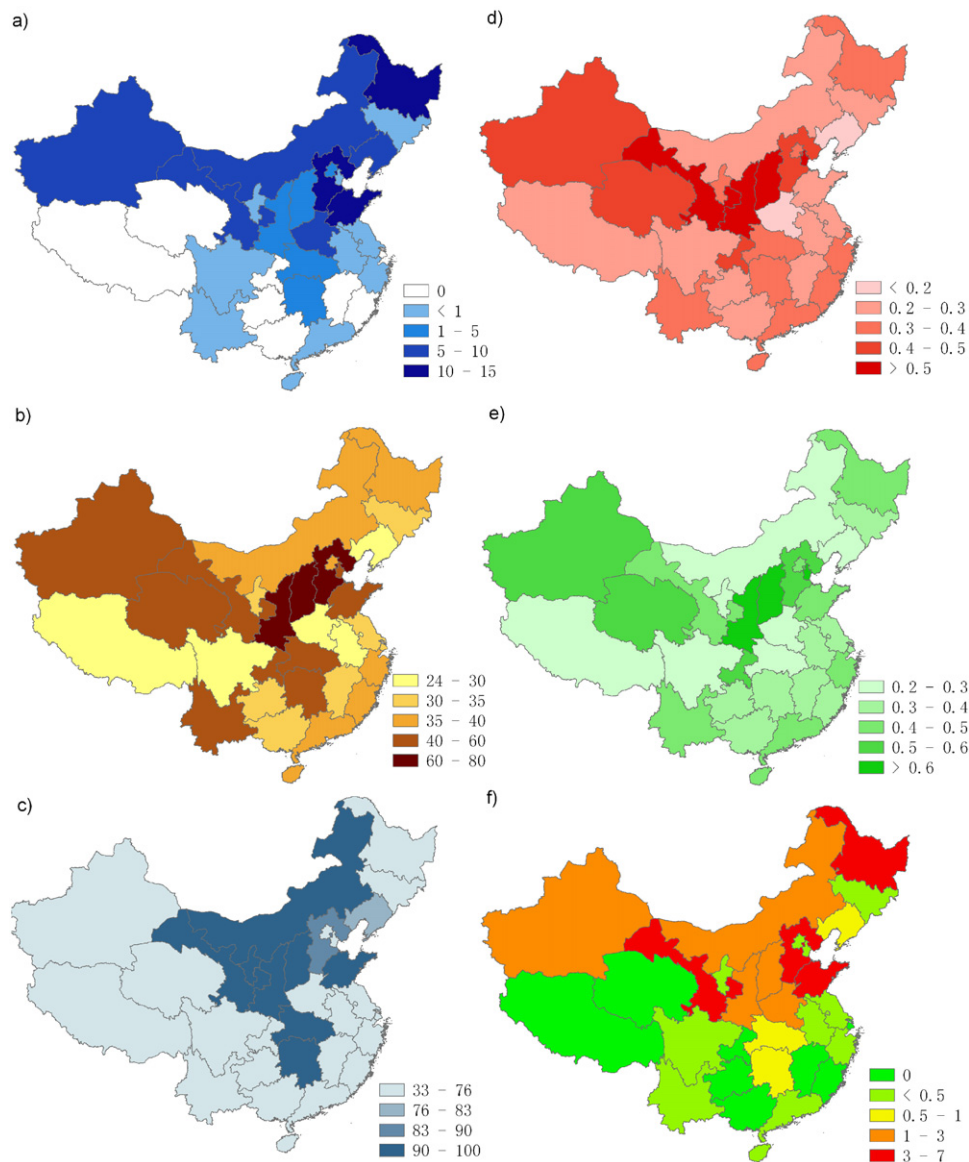 a)
0
< 1
1 - 5
5 - 10
10 - 15
d)
< 0.2
0.2 - 0.3
0.3 - 0.4
0.4 - 0.5
> 0.5
b)
24 - 30
30 - 35
35 - 40
40 - 60
60 - 80
e)
0.2 - 0.3
0.3 - 0.4
0.4 - 0.5
0.5 - 0.6
> 0.6
c)
33 - 76
76 - 83
83 - 90
90 - 100
f)
0
< 0.5
0.5 - 1
1 - 3
3 - 7